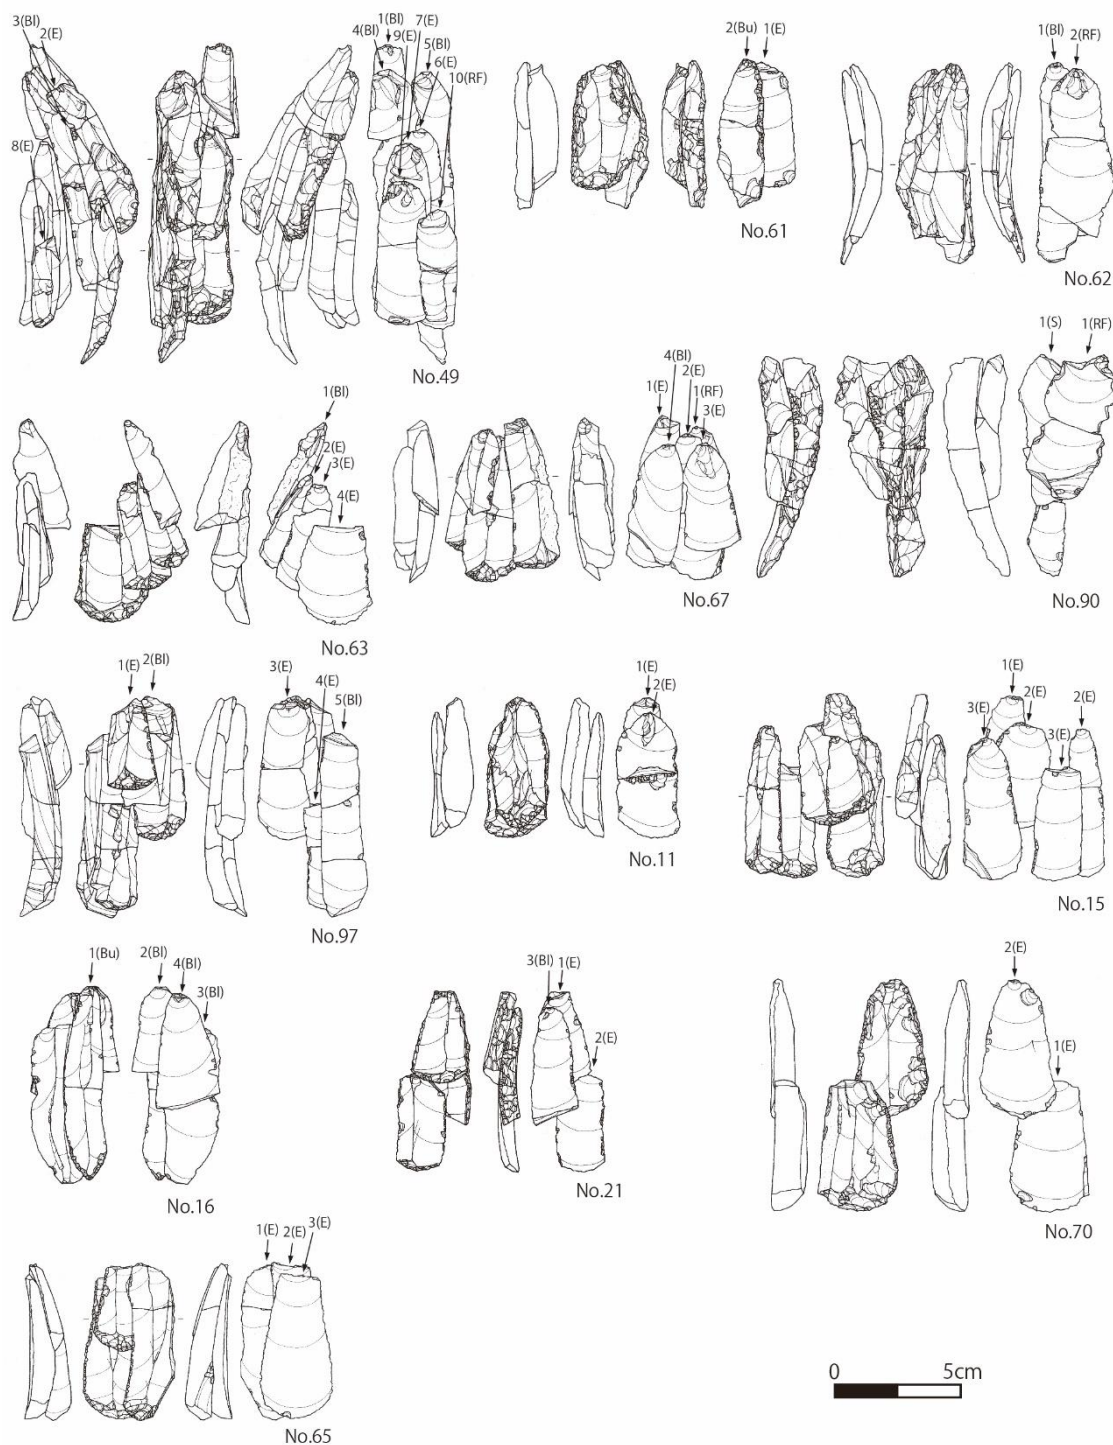 3(Bl)
2(E)
8(E)
1(Bl)
4(Bl)
7(E)
9(E)
5(Bl)
6(E)
10(RF)
No.49
2(Bu)
1(E)
No.61
1(Bl)
2(RF)
No.62
1(Bl)
2(E)
3(E)
4(E)
No.63
4(Bl)
2(E)
1(E)
1(RF)
3(E)
No.67
1(S)
1(RF)
No.90
1(E)
2(Bl)
3(E)
4(E)
5(Bl)
No.97
1(E)
2(E)
No.11
1(E)
2(E)
2(E)
3(E)
3(E)
No.15
1(Bu)
2(Bl)
4(Bl)
3(Bl)
No.16
3(Bl)
1(E)
2(E)
No.21
2(E)
1(E)
No.70
1(E)
2(E)
3(E)
No.65
0 5cm